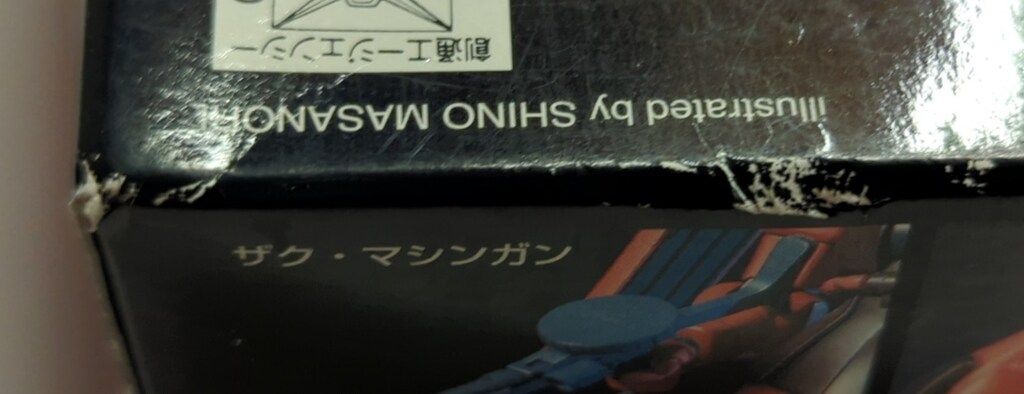 創通エージェンシー
illustrated by SHINO MASANORI
ザク・マシンガン